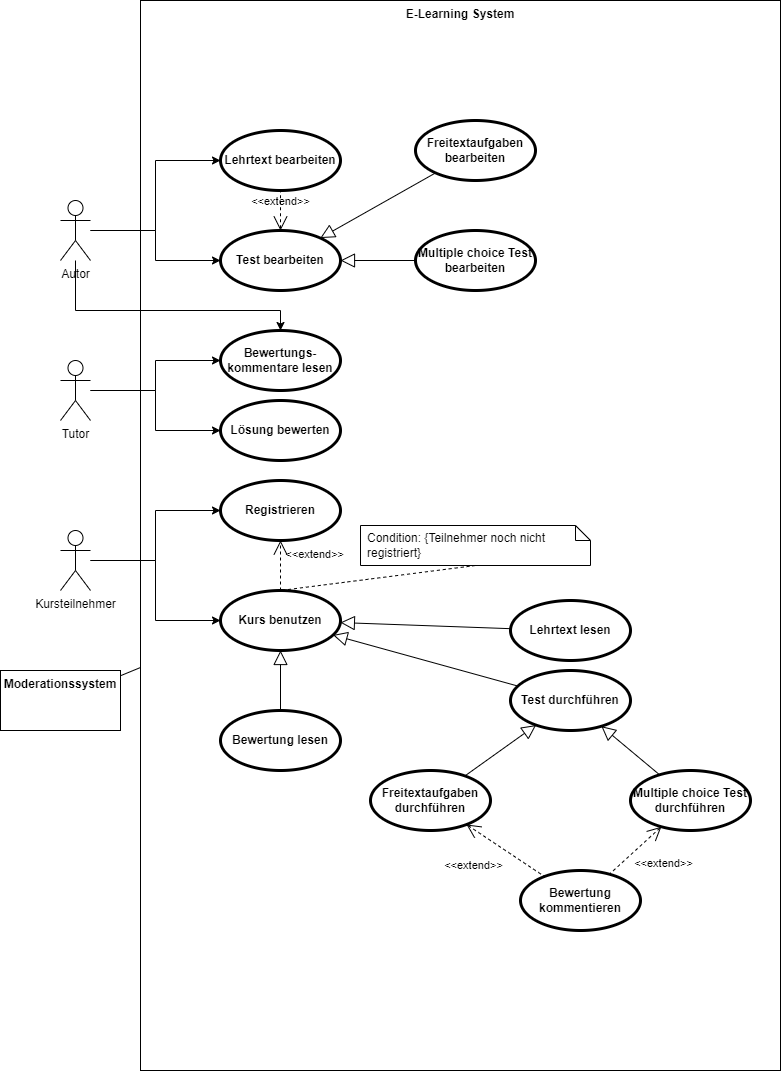 E-Learning System
Lehrtext bearbeiten
Freitextaufgaben
bearbeiten
<<extend>>
Autor
Test bearbeiten
Multiple choice Test
bearbeiten
Bewertungs-
kommentare lesen
Tutor
Lösung bewerten
Registrieren
Condition: {Teilnehmer noch nicht
registriert}
<<extend>>
Kursteilnehmer
Kurs benutzen
Lehrtext lesen
Moderationssystem
Test durchführen
Bewertung lesen
Freitextaufgaben
durchführen
Multiple choice Test
durchführen
<<extend>>
<<extend>>
Bewertung
kommentieren